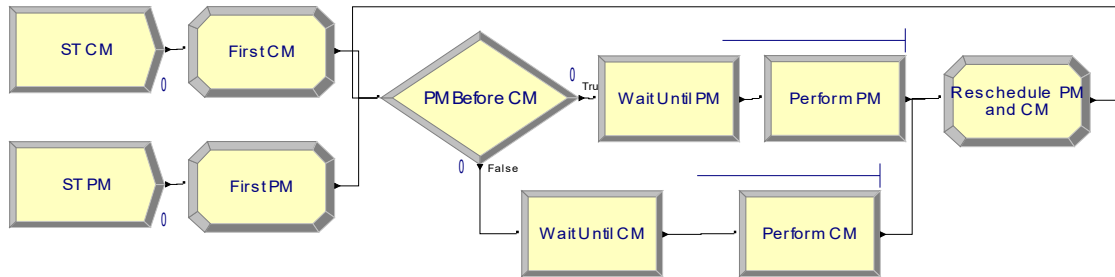 ST CM
0
First CM
PM Before CM
0
Tru
0
False
Wait Until PM
Perform PM
Reschedule PM
and CM
ST PM
0
First PM
Wait Until CM
Perform CM